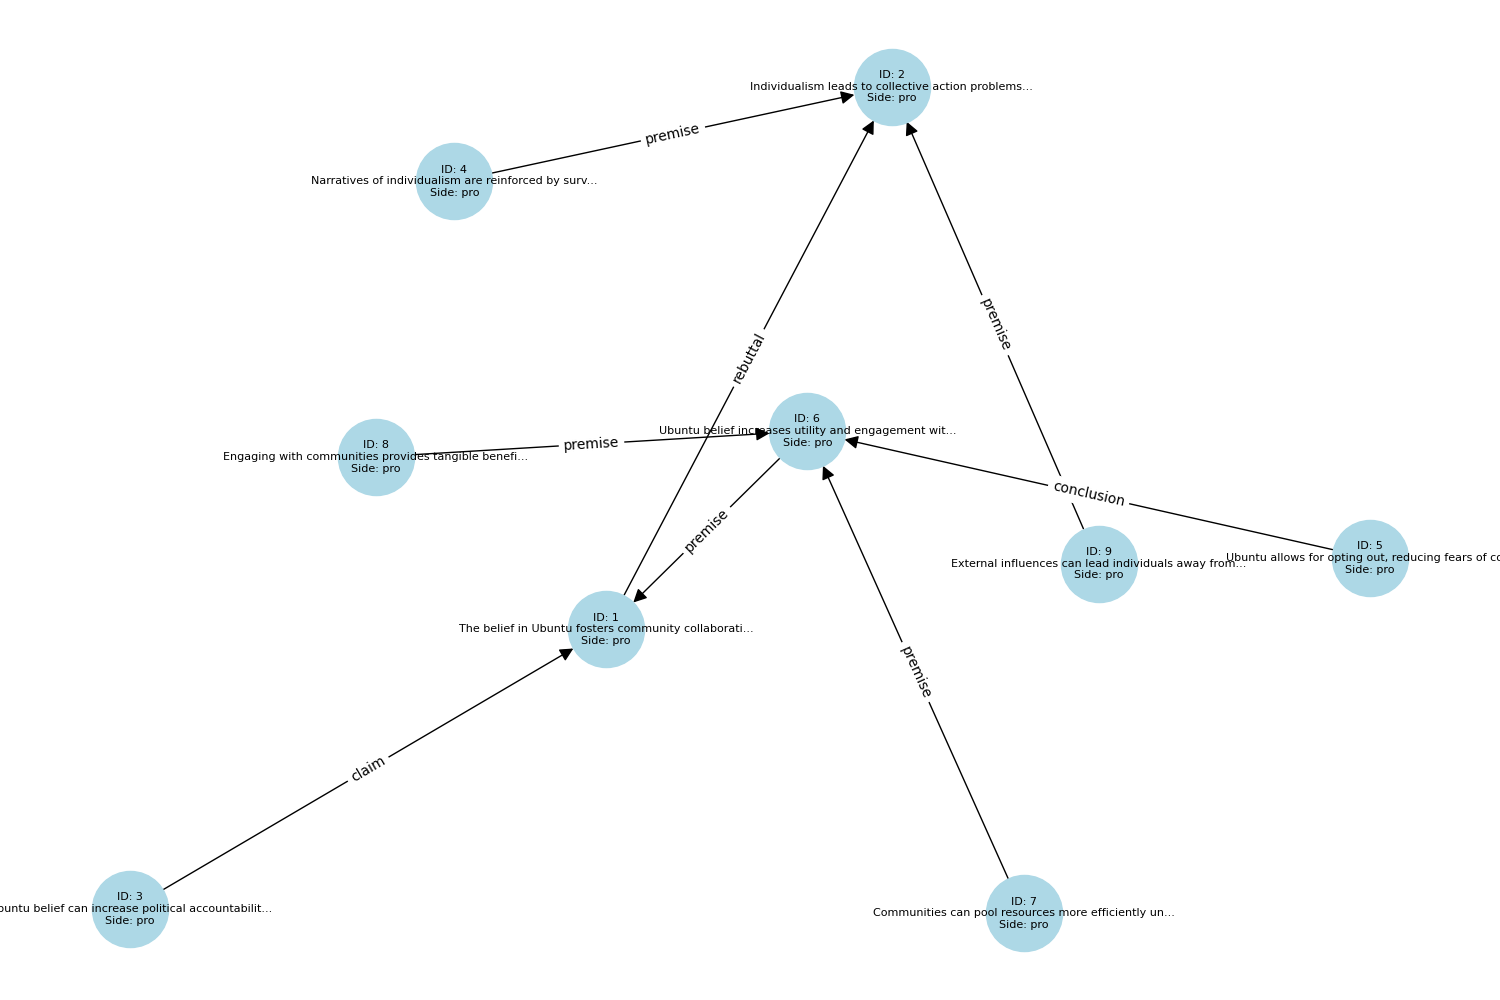 ID: 2
Individualism leads to collective action problems...
Side: pro
premise
ID: 4
Narratives of individualism are reinforced by surv...
Side: pro
premise
rebuttal
ID: 6
Ubuntu belief increases utility and engagement wit...
Side: pro
ID: 8
Engaging with communities provides tangible benefi...
Side: pro
premise
conclusion
premise
ID: 9
External influences can lead individuals away from...
Side: pro
ID: 5
Ubuntu allows for opting out, reducing fears of co
Side: pro
ID: 1
The belief in Ubuntu fosters community collaborati...
Side: pro
premise
claim
ID: 3
buntu belief can increase political accountabilit...
Side: pro
ID: 7
Communities can pool resources more efficiently un...
Side: pro